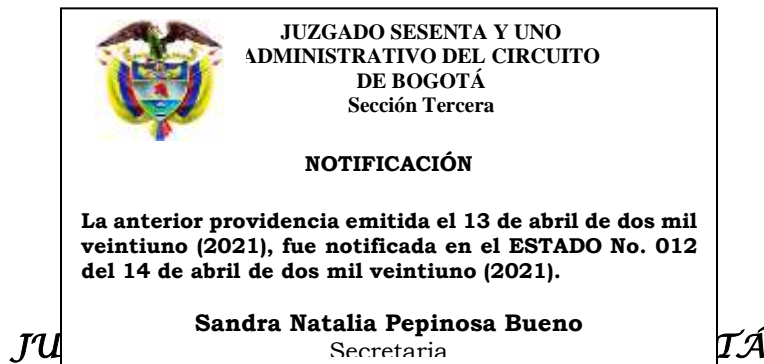 JUZGADO SESENTA Y UNO
ADMINISTRATIVO DEL CIRCUITO
DE BOGOTÁ
Sección Tercera
NOTIFICACIÓN
La anterior providencia emitida el 13 de abril de dos mil
veintiuno (2021), fue notificada en el ESTADO No. 012
del 14 de abril de dos mil veintiuno (2021).
Sandra Natalia Pepinosa Bueno
Secretaria
JU TÁ